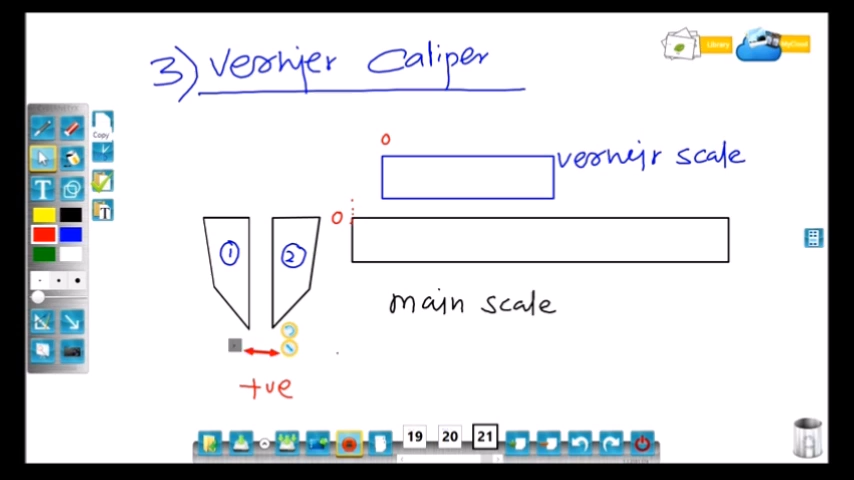 3) Vernier Caliper
Library
MyCloud
Copy
0
vernier scale
0
1
2
T
T
main scale
+ve
19 20 21